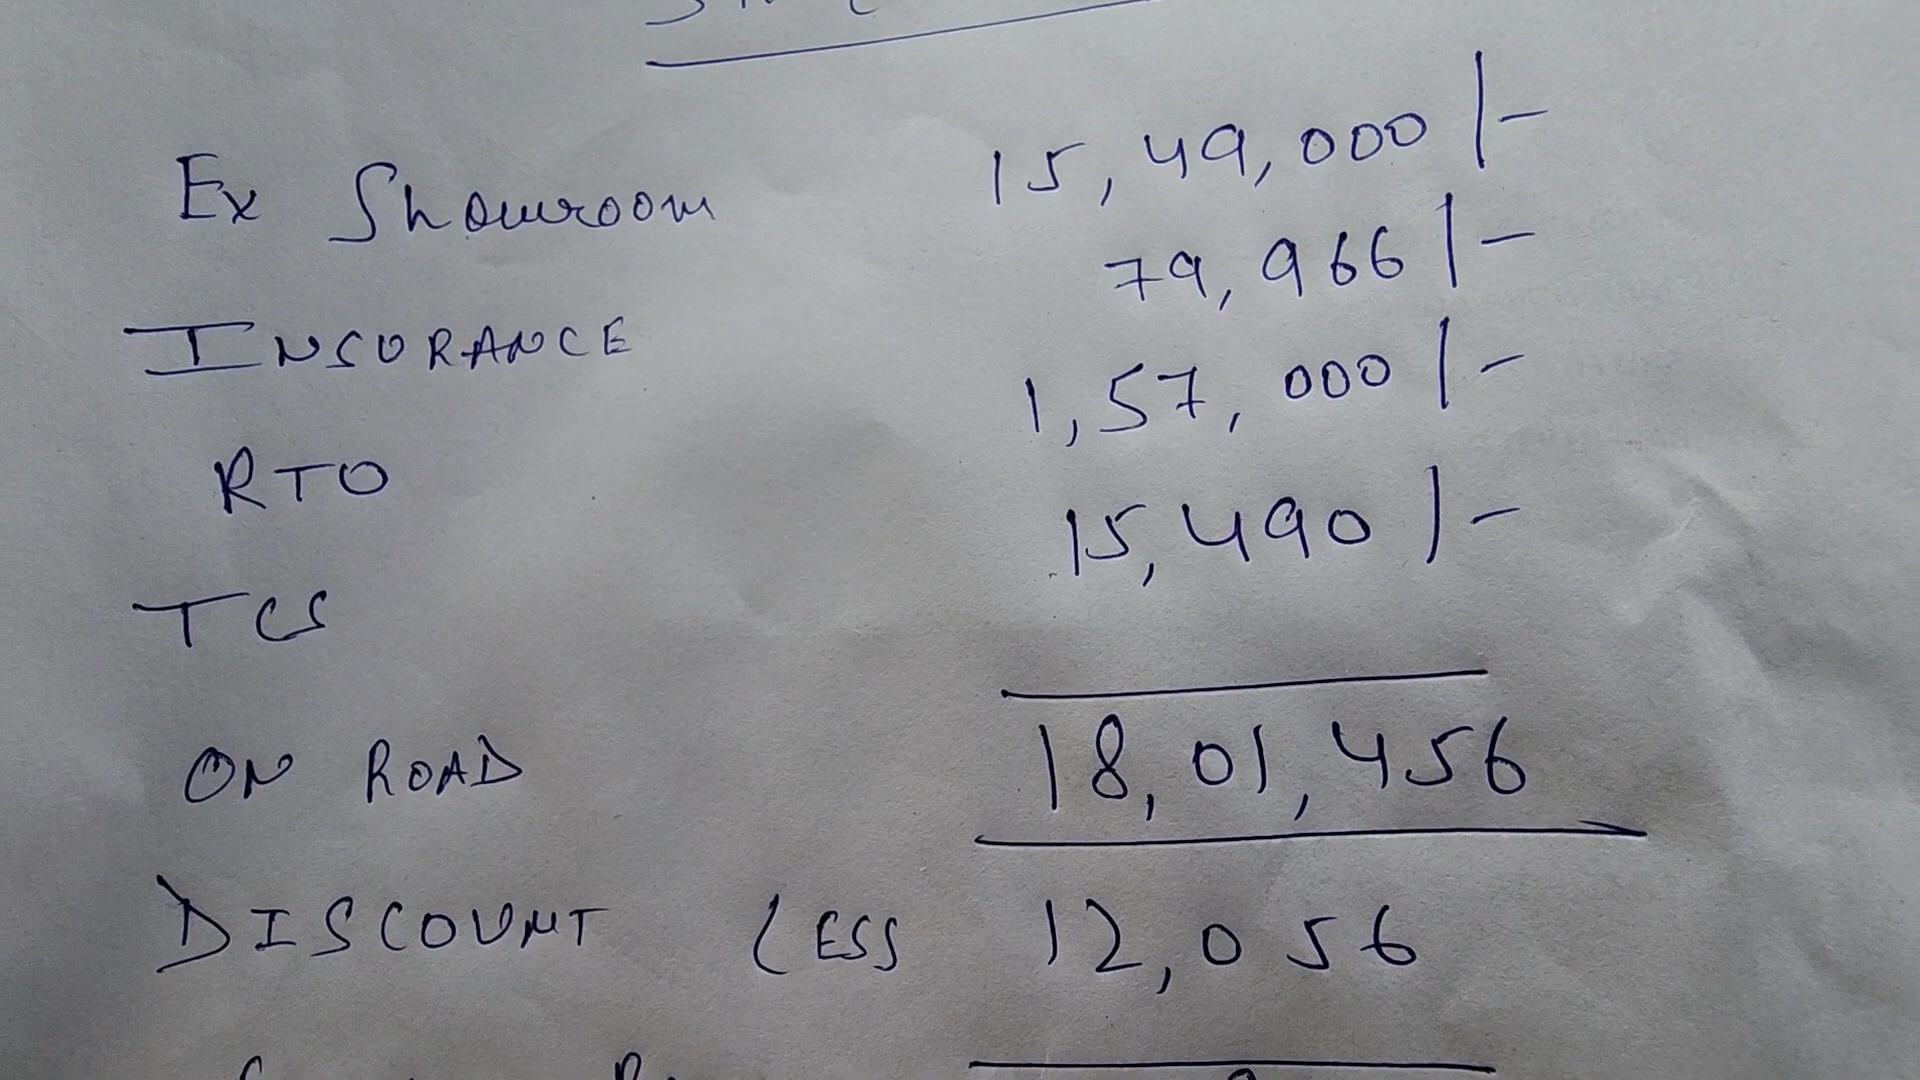 Ex Showroom 15,49,000/-
INSURANCE 79,966/-
RTO 1,57,000/-
TCS 15,490/-
ON ROAD 18,01,456
DISCOUNT LESS 12,056